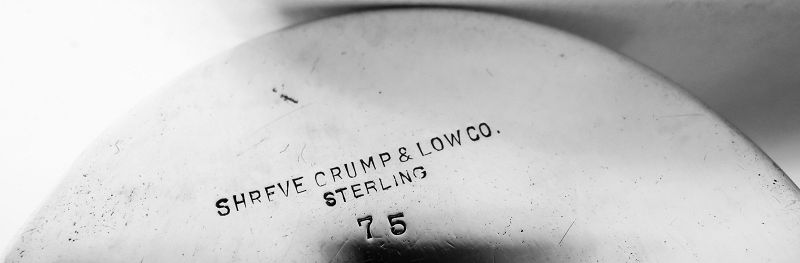 SHREVE CRUMP & LOW CO.
STERLING
75